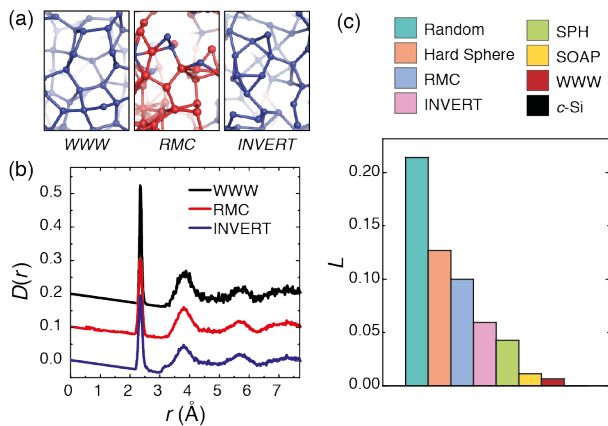 (a)
WWW RMC INVERT
(b)
WWW
RMC
INVERT
0.5
0.4
0.3
0.2
0.1
0.0
D(r)
0 1 2 3 4 5 6 7
r (Å)
(c)
Random
Hard Sphere
RMC
INVERT
SPH
SOAP
WWW
c-Si
0.20
0.15
0.10
0.05
0.00
L